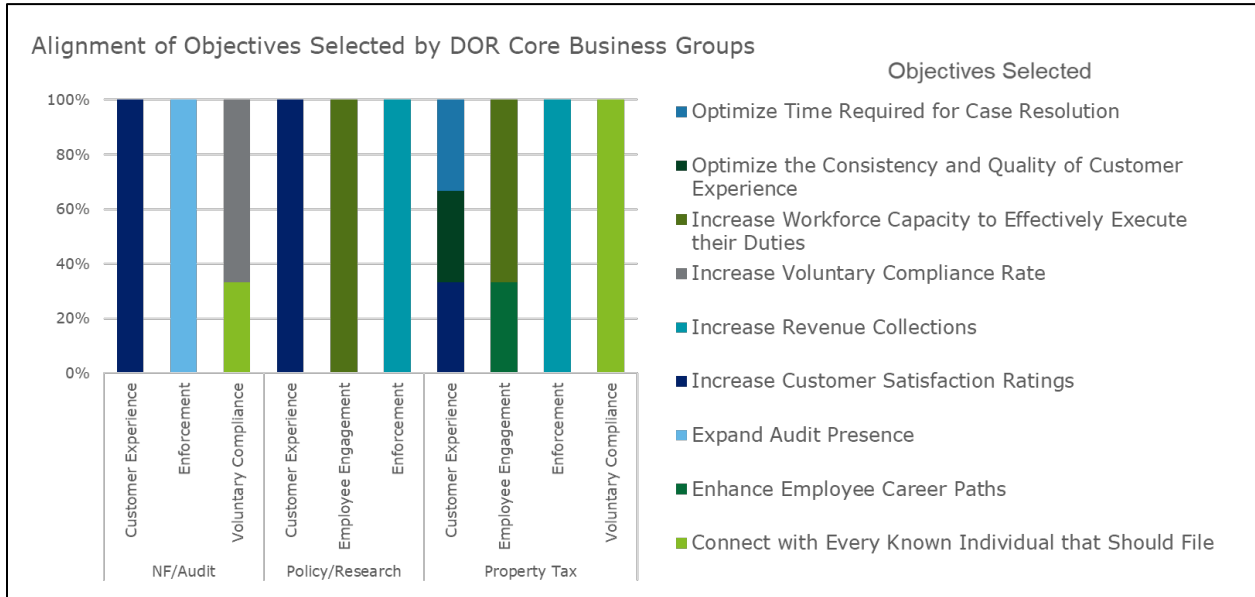 Alignment of Objectives Selected by DOR Core Business Groups
Objectives Selected
100%
80%
60%
40%
20%
0%
Customer Experience
Enforcement
Voluntary Compliance
Customer Experience
Employee Engagement
Enforcement
Customer Experience
Employee Engagement
Enforcement
Voluntary Compliance
NF/Audit
Policy/Research
Property Tax
Optimize Time Required for Case Resolution
Optimize the Consistency and Quality of Customer
Experience
Increase Workforce Capacity to Effectively Execute
their Duties
Increase Voluntary Compliance Rate
Increase Revenue Collections
Increase Customer Satisfaction Ratings
Expand Audit Presence
Enhance Employee Career Paths
Connect with Every Known Individual that Should File